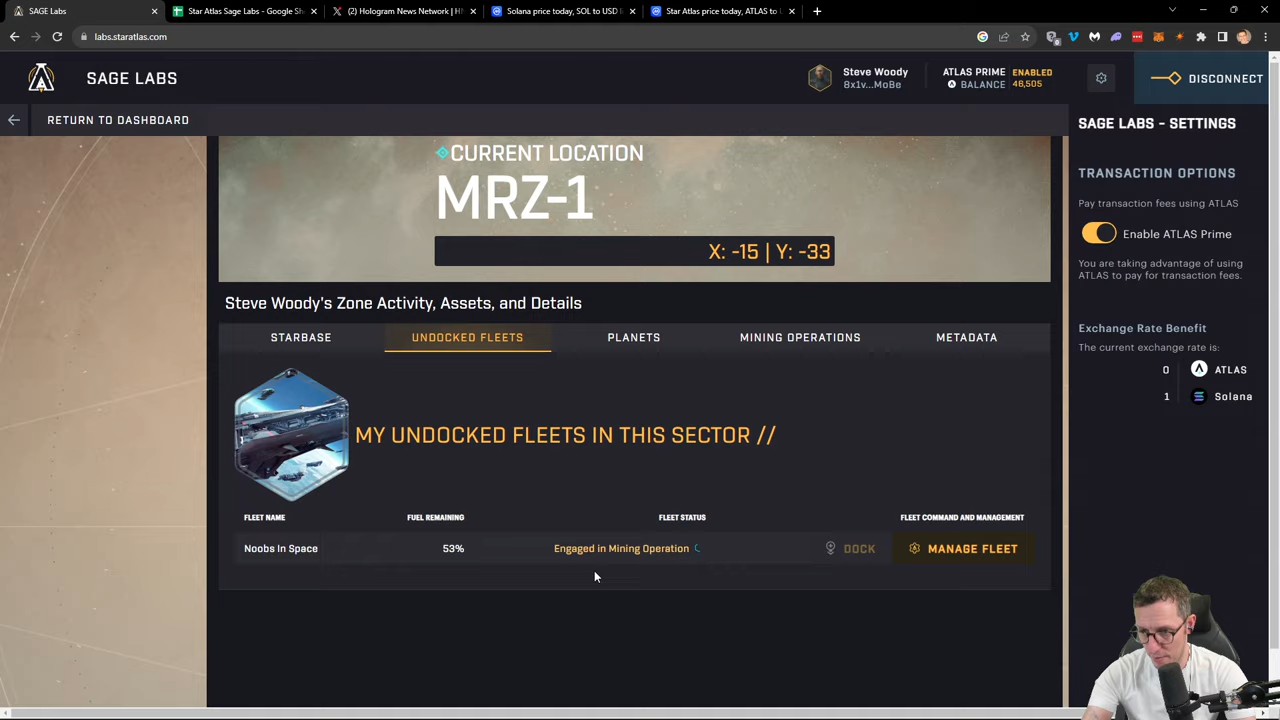 SAGE Labs
Star Atlas Sage Labs - Google Sh
(2) Hologram News Network | H
Solana price today, SOL to USD li
Star Atlas price today, ATLAS to U
labs.staratlas.com
SAGE LABS
Steve Woody
8x1v...MoBe
ATLAS PRIME ENABLED
BALANCE 46,505
DISCONNECT
RETURN TO DASHBOARD
SAGE LABS - SETTINGS
CURRENT LOCATION
MRZ-1
X: -15 | Y: -33
TRANSACTION OPTIONS
Pay transaction fees using ATLAS
Enable ATLAS Prime
You are taking advantage of using
ATLAS to pay for transaction fees.
Steve Woody's Zone Activity, Assets, and Details
STARBASE
UNDOCKED FLEETS
PLANETS
MINING OPERATIONS
METADATA
Exchange Rate Benefit
The current exchange rate is:
0 ATLAS
1 Solana
MY UNDOCKED FLEETS IN THIS SECTOR //
FLEET NAME
FUEL REMAINING
FLEET STATUS
FLEET COMMAND AND MANAGEMENT
Noobs In Space
53%
Engaged in Mining Operation
DOCK
MANAGE FLEET